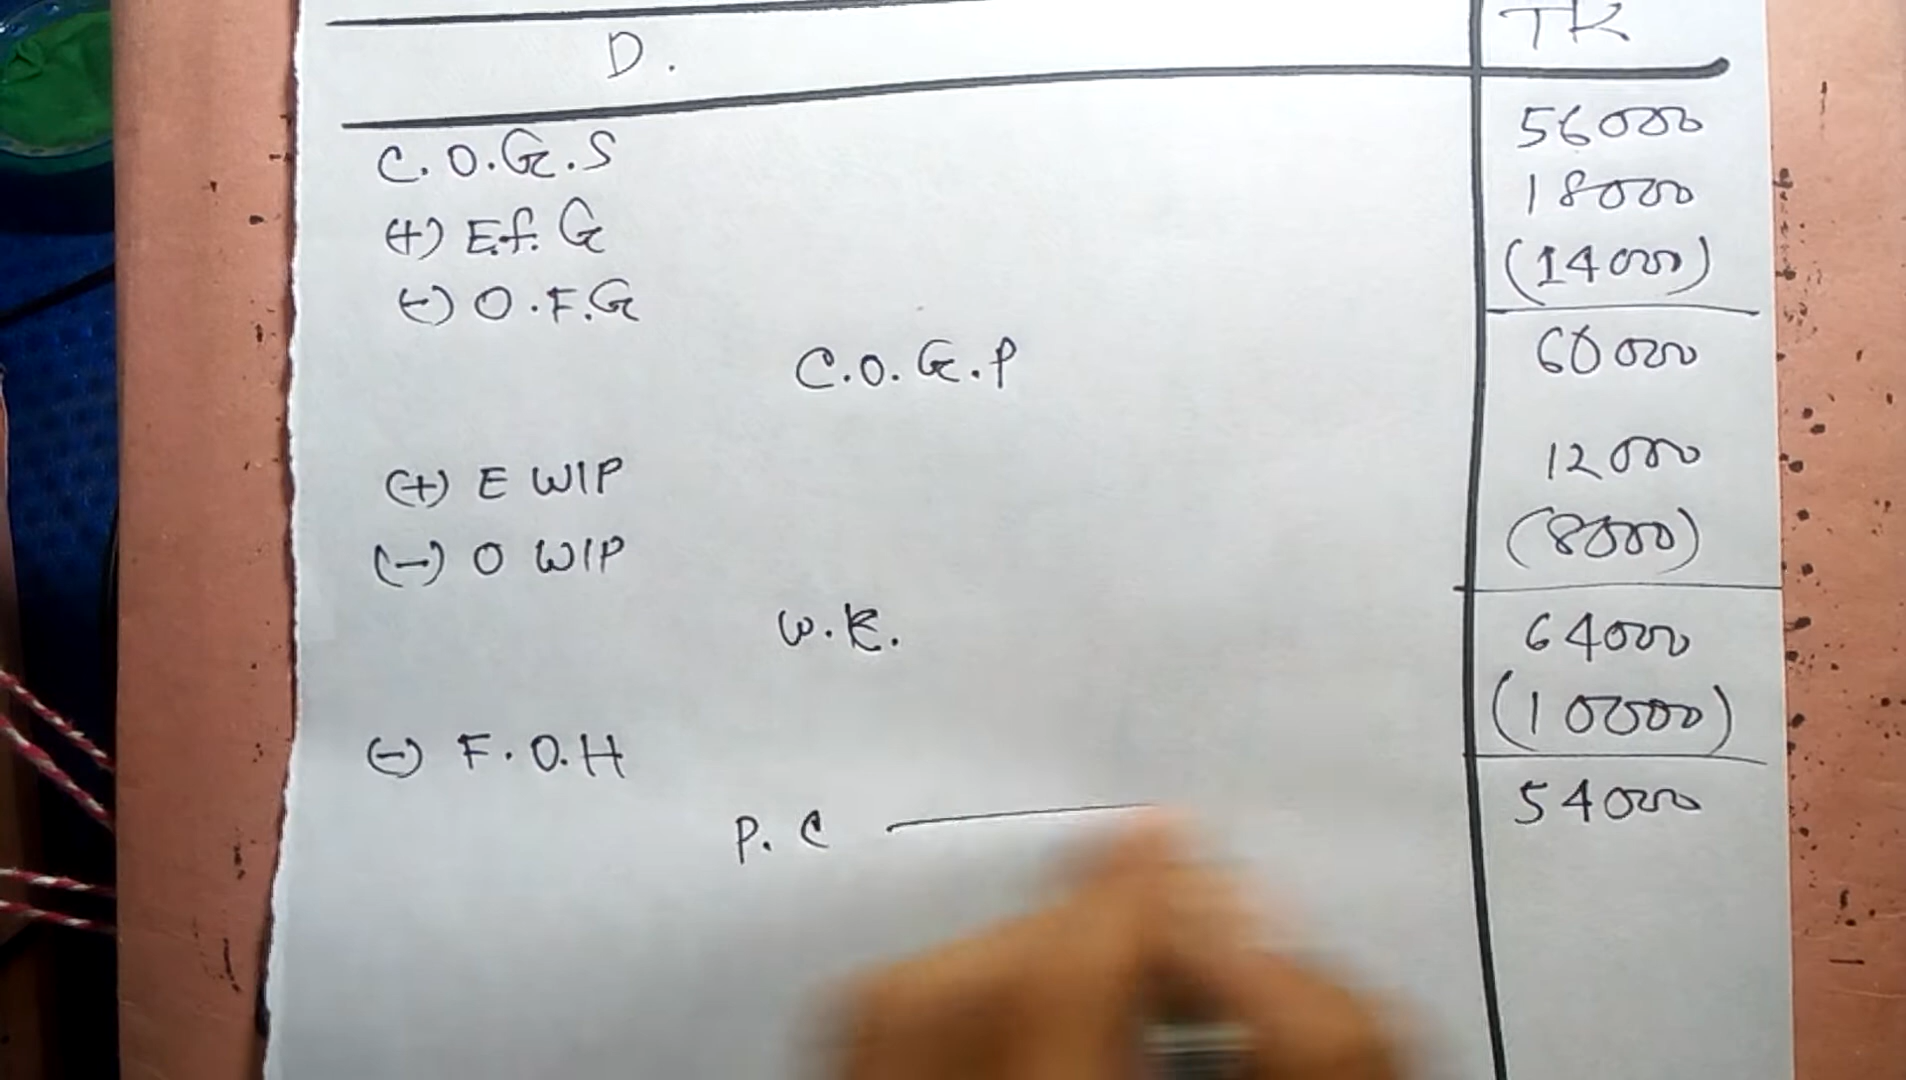 D. TK
C.O.G.S 56000
(+) E.f.G 18000
(-) O.F.G (14000)
C.O.G.P 60000
(+) E WIP 12000
(-) O WIP (8000)
W.K. 64000
(-) F.O.H (10000)
P.C 54000